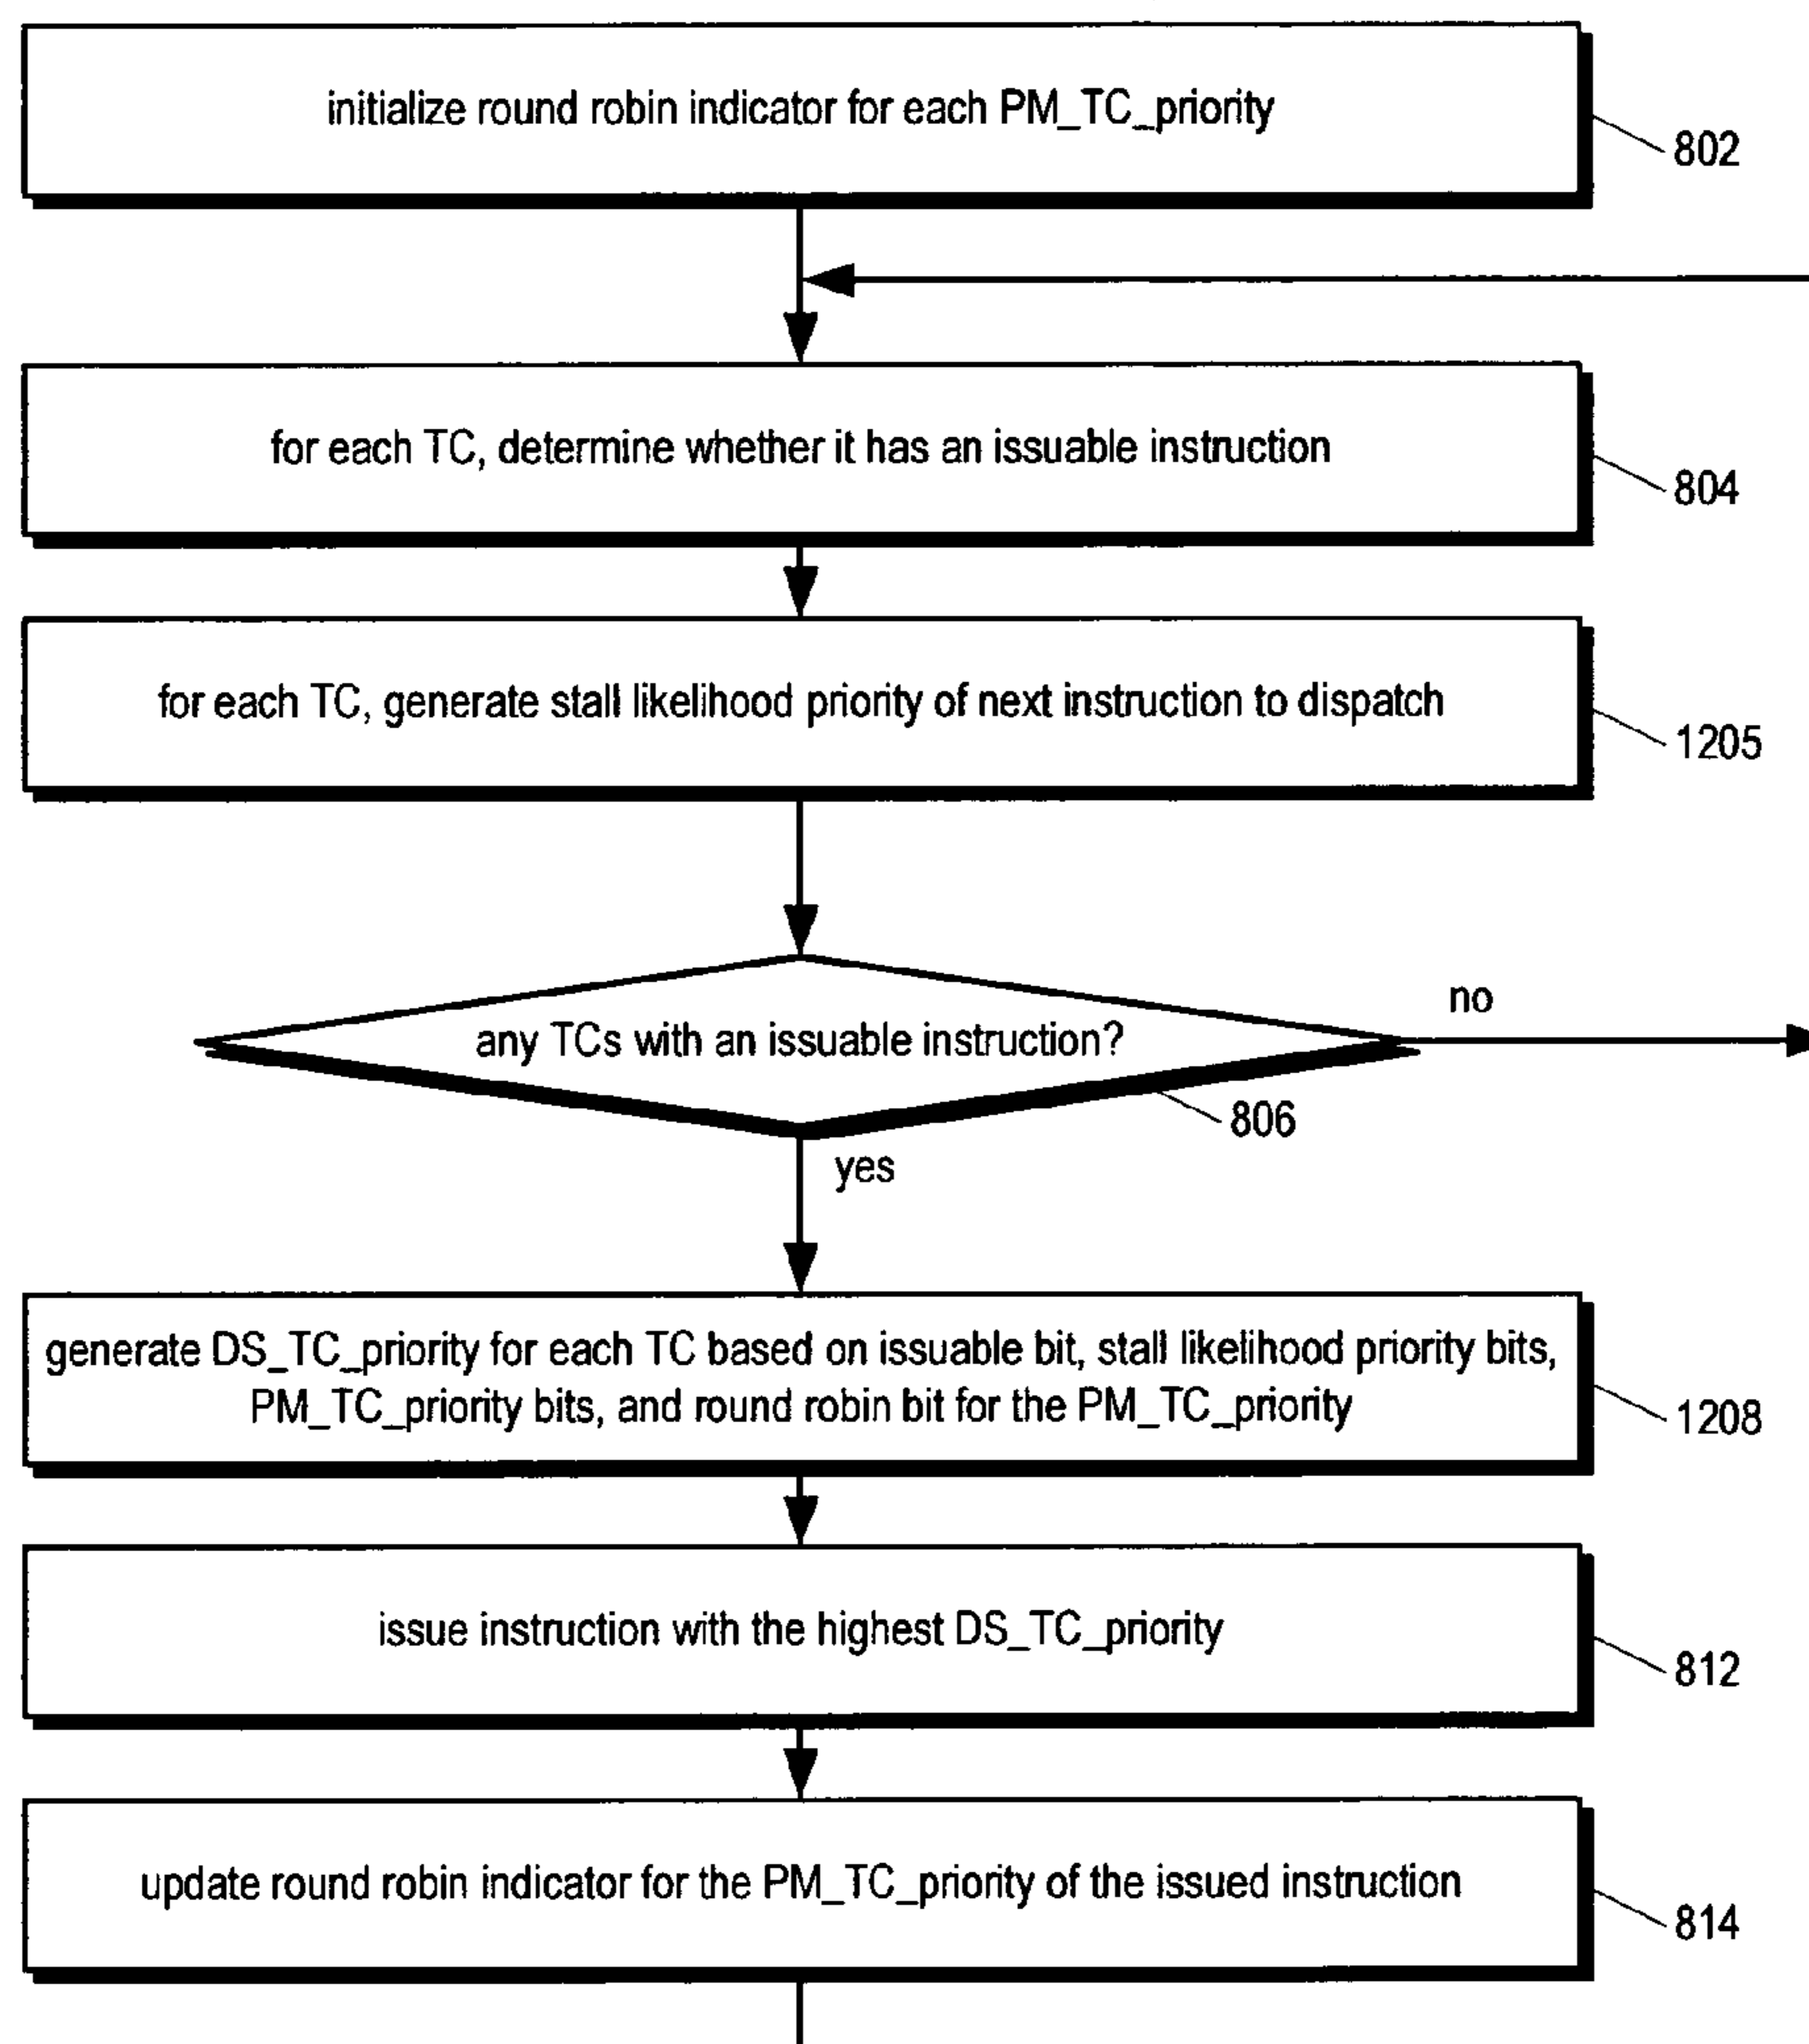 initialize round robin indicator for each PM_TC_priority
802
for each TC, determine whether it has an issuable instruction
804
for each TC, generate stall likelihood priority of next instruction to dispatch
1205
any TCs with an issuable instruction?
no
806
yes
generate DS_TC_priority for each TC based on issuable bit, stall likelihood priority bits,
PM_TC_priority bits, and round robin bit for the PM_TC_priority
1208
issue instruction with the highest DS_TC_priority
812
update round robin indicator for the PM_TC_priority of the issued instruction
814